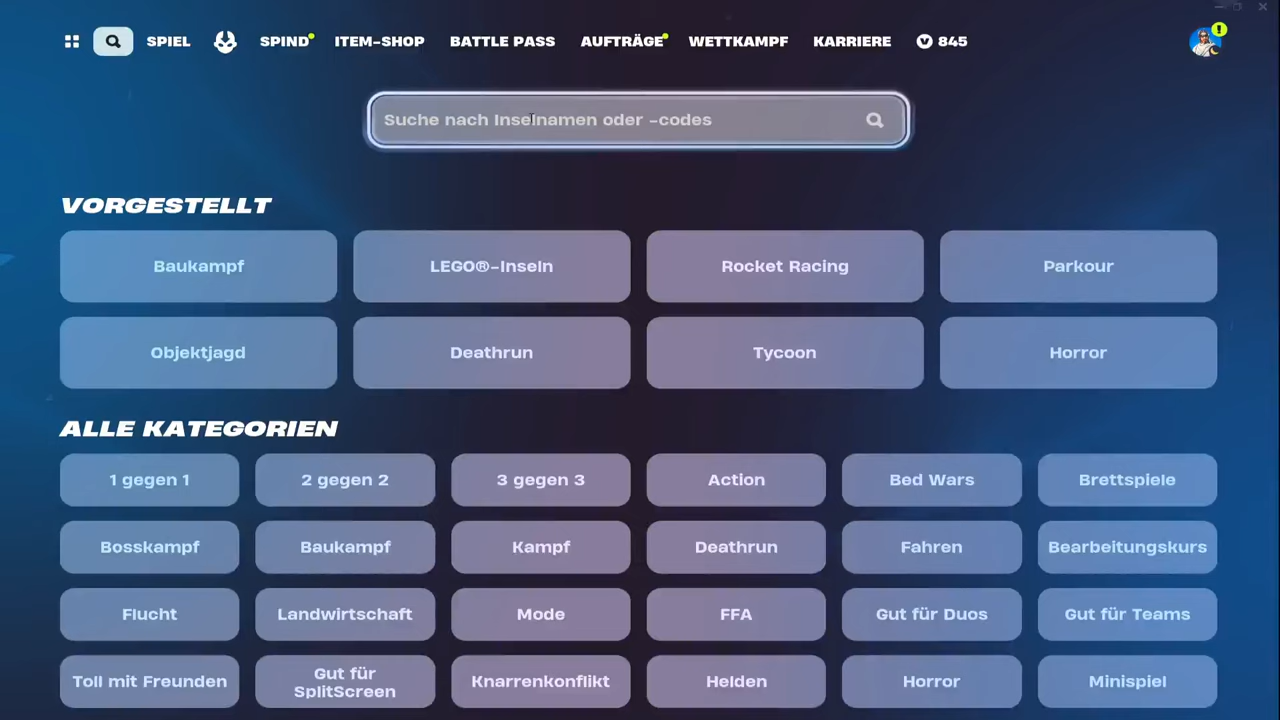 SPIEL SPIND ITEM-SHOP BATTLE PASS AUFTRÄGE WETTKAMPF KARRIERE 845 !
Suche nach Inselnamen oder -codes
VORGESTELLT
Baukampf LEGO®-Inseln Rocket Racing Parkour
Objektjagd Deathrun Tycoon Horror
ALLE KATEGORIEN
1 gegen 1 2 gegen 2 3 gegen 3 Action Bed Wars Brettspiele
Bosskampf Baukampf Kampf Deathrun Fahren Bearbeitungskurs
Flucht Landwirtschaft Mode FFA Gut für Duos Gut für Teams
Toll mit Freunden Gut für SplitScreen Knarrenkonflikt Helden Horror Minispiel